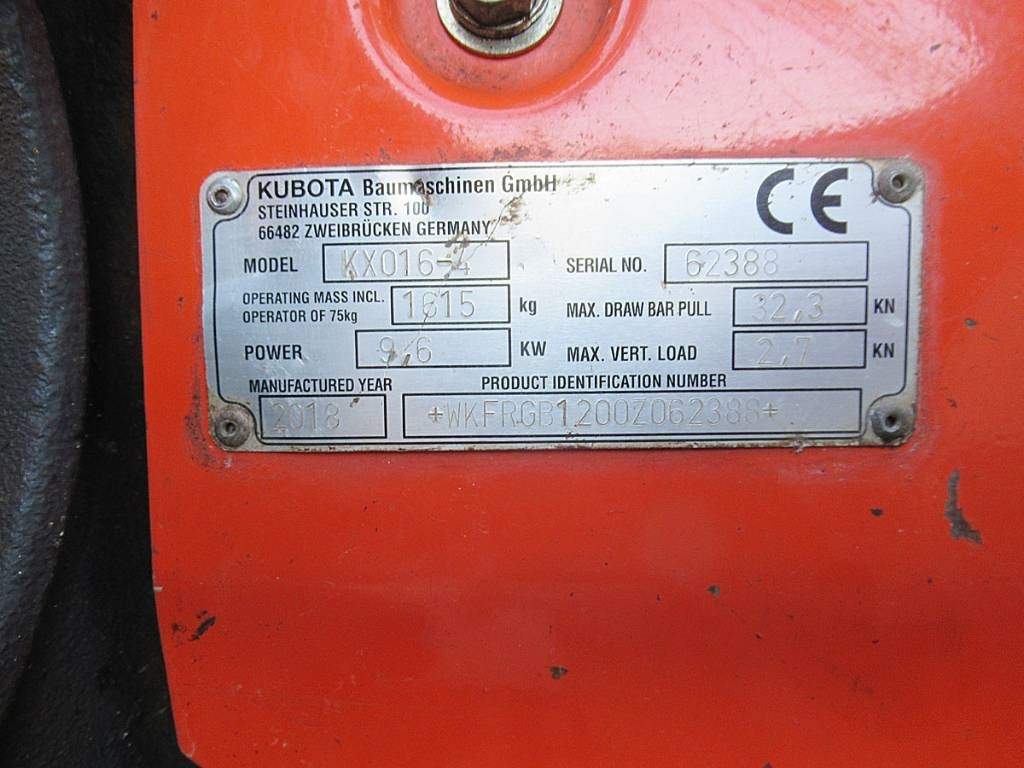 KUBOTA Baumaschinen GmbH
STEINHAUSER STR. 100
66482 ZWEIBRÜCKEN GERMANY
CE
MODEL KX016-4 SERIAL NO. 62388
OPERATING MASS INCL. OPERATOR OF 75kg 1615 kg MAX. DRAW BAR PULL 32,3 KN
POWER 9,6 KW MAX. VERT. LOAD 2,7 KN
MANUFACTURED YEAR PRODUCT IDENTIFICATION NUMBER
2018 *WKFRGB1200Z062388*